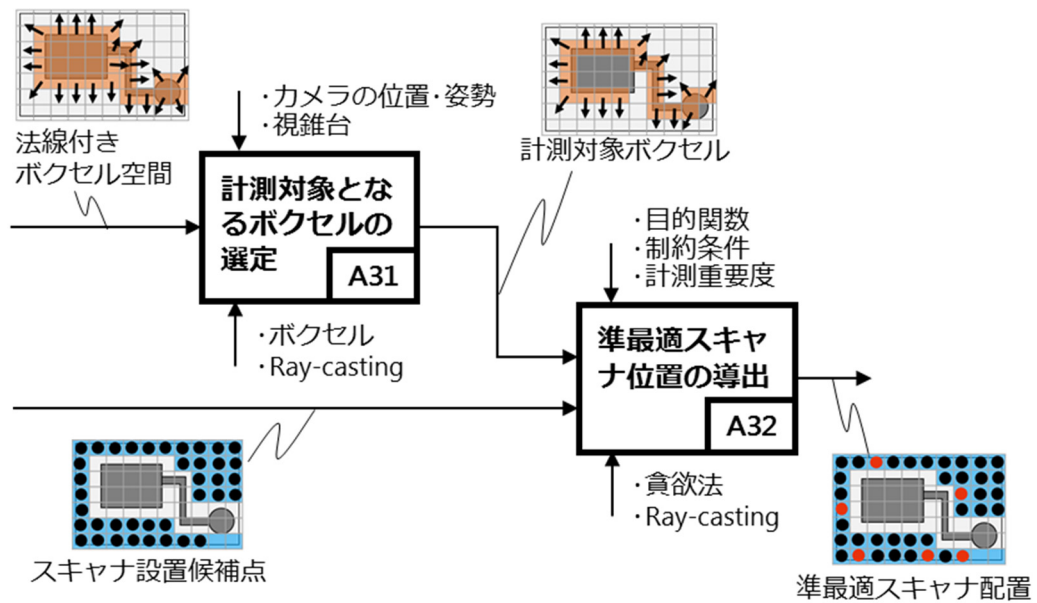 法線付き
ボクセル空間
・カメラの位置・姿勢
・視錐台
計測対象とな
るボクセルの
選定
A31
・ボクセル
・Ray-casting
計測対象ボクセル
・目的関数
・制約条件
・計測重要度
準最適スキャ
ナ位置の導出
A32
・貪欲法
・Ray-casting
スキャナ設置候補点
準最適スキャナ配置